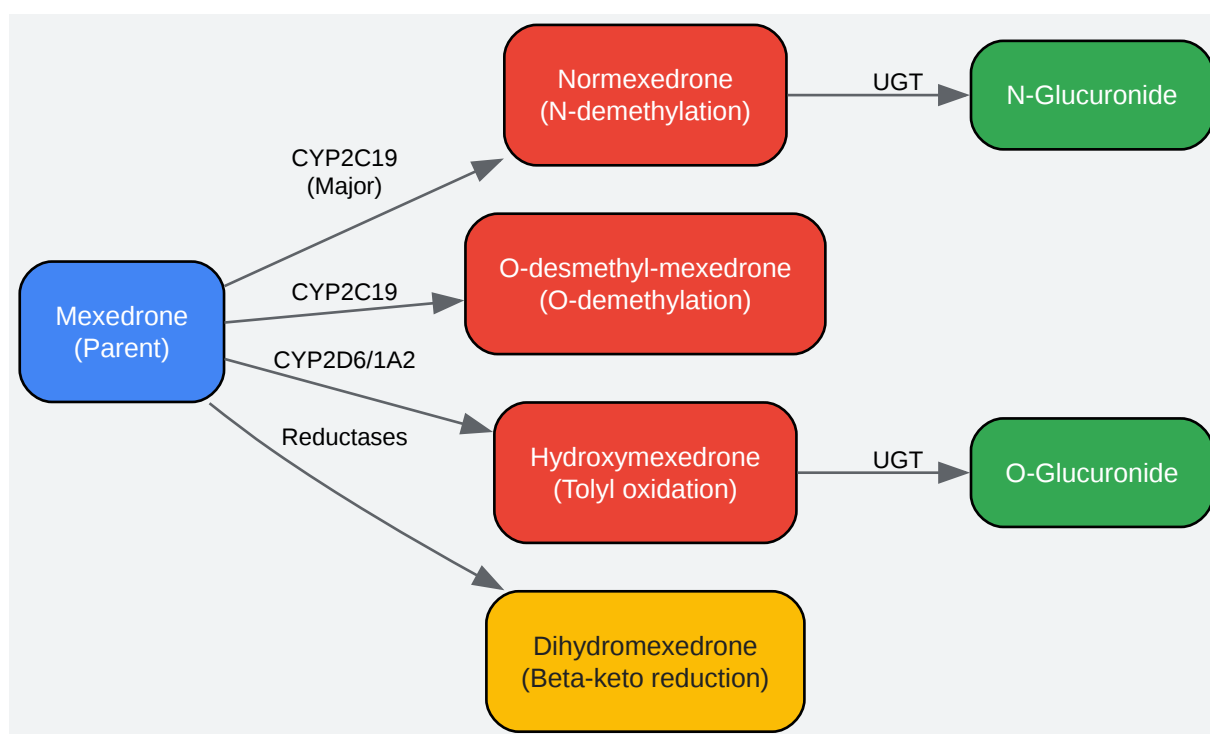 Normexedrone
(N-demethylation)
UGT
N-Glucuronide
CYP2C19
(Major)
O-desmethyl-mexedrone
(O-demethylation)
CYP2C19
Mexedrone
(Parent)
CYP2D6/1A2
Reductases
Hydroxymexedrone
(Tolyl oxidation)
UGT
O-Glucuronide
Dihydromexedrone
(Beta-keto reduction)